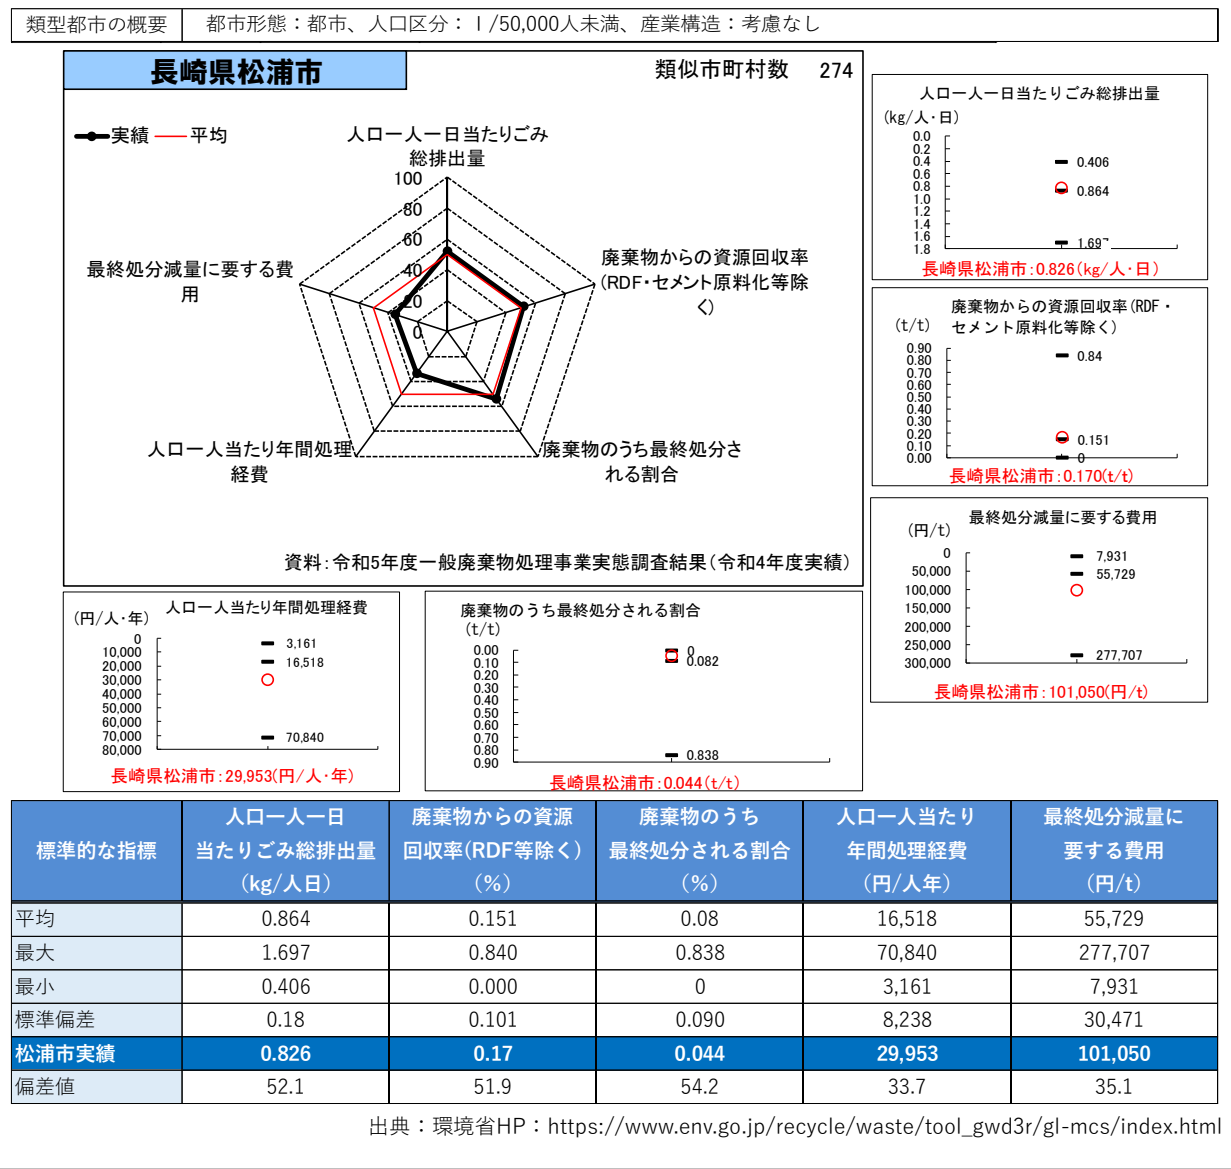 類型都市の概要 都市形態：都市、人口区分：Ⅰ/50,000人未満、産業構造：考慮なし
長崎県松浦市
類似市町村数 274
実績 平均
人口一人一日当たりごみ
総排出量
100
80
60
40
20
0
廃棄物からの資源回収率
(RDF・セメント原料化等除
く)
最終処分減量に要する費
用
人口一人当たり年間処理
経費
廃棄物のうち最終処分さ
れる割合
資料：令和5年度一般廃棄物処理事業実態調査結果（令和4年度実績）
人口一人一日当たりごみ総排出量
(kg/人・日)
0.0
0.2
0.4
0.6
0.8
1.0
1.2
1.4
1.6
1.8
0.406
0.864
1.697
長崎県松浦市：0.826(kg/人・日)
廃棄物からの資源回収率(RDF・
(t/t) セメント原料化等除く)
0.90
0.80
0.70
0.60
0.50
0.40
0.30
0.20
0.10
0.00
0.84
0.151
0
長崎県松浦市：0.170(t/t)
最終処分減量に要する費用
(円/t)
0
50,000
100,000
150,000
200,000
250,000
300,000
7,931
55,729
277,707
長崎県松浦市：101,050(円/t)
人口一人当たり年間処理経費
(円/人・年)
0
10,000
20,000
30,000
40,000
50,000
60,000
70,000
80,000
3,161
16,518
70,840
長崎県松浦市：29,953(円/人・年)
廃棄物のうち最終処分される割合
(t/t)
0.00
0.10
0.20
0.30
0.40
0.50
0.60
0.70
0.80
0.90
0
0.082
0.838
長崎県松浦市：0.044(t/t)
標準的な指標
人口一人一日
当たりごみ総排出量
（kg/人日）
廃棄物からの資源
回収率(RDF等除く）
（%）
廃棄物のうち
最終処分される割合
（%）
人口一人当たり
年間処理経費
（円/人年）
最終処分減量に
要する費用
（円/t）
平均 0.864 0.151 0.08 16,518 55,729
最大 1.697 0.840 0.838 70,840 277,707
最小 0.406 0.000 0 3,161 7,931
標準偏差 0.18 0.101 0.090 8,238 30,471
松浦市実績 0.826 0.17 0.044 29,953 101,050
偏差値 52.1 51.9 54.2 33.7 35.1
出典：環境省HP：https://www.env.go.jp/recycle/waste/tool_gwd3r/gl-mcs/index.html